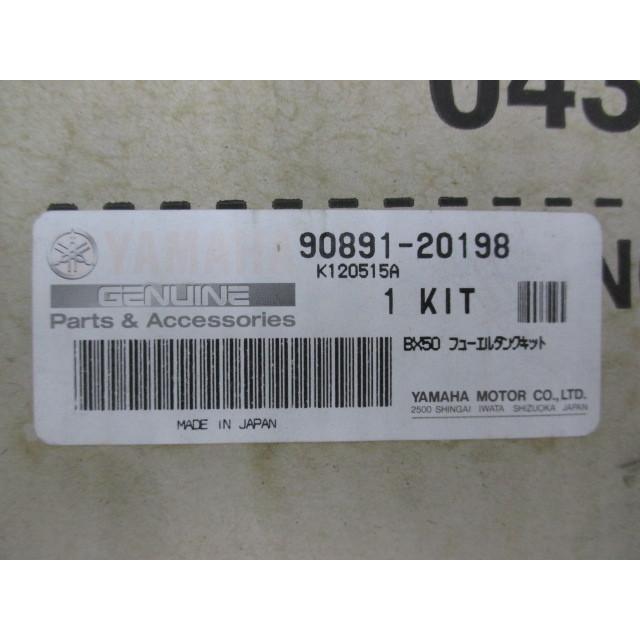 043
YAMAHA
90891-20198
K120515A
GENUINE
1 KIT
Parts & Accessories
BX50 フューエルタンクキット
YAMAHA MOTOR CO.,LTD.
2500 SHINGAI IWATA SHIZUOKA JAPAN
MADE IN JAPAN